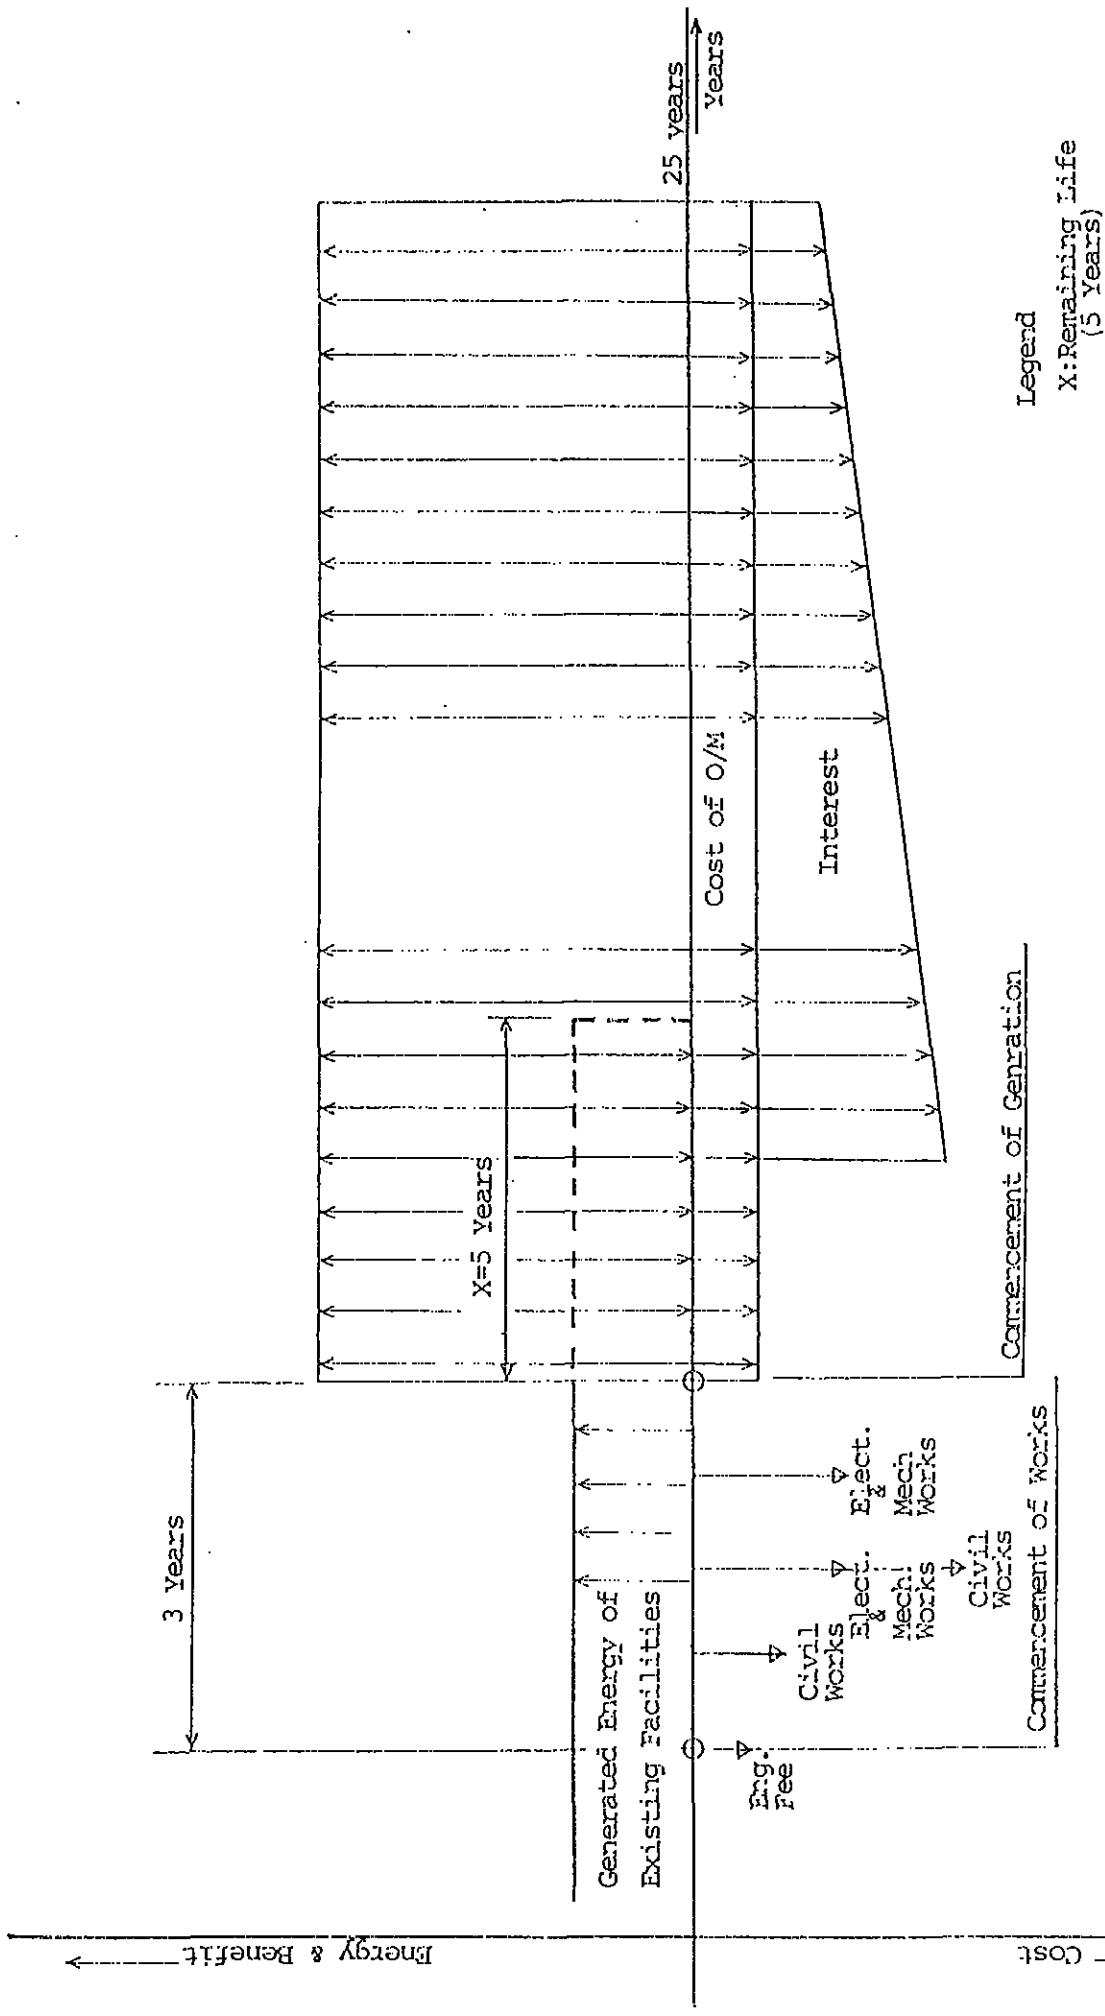 Energy & Benefit
Cost
3 Years
X=5 Years
Generated Energy of
Existing Facilities
25 years
Years
Cost of O/M
Interest
Eng.
Fee
Civil
Works
Elect.
&
Mech.
Works
Civil
Works
Elect.
&
Mech
Works
Commencement of Works
Commencement of Genration
Legend
X:Remaining Life
(5 Years)